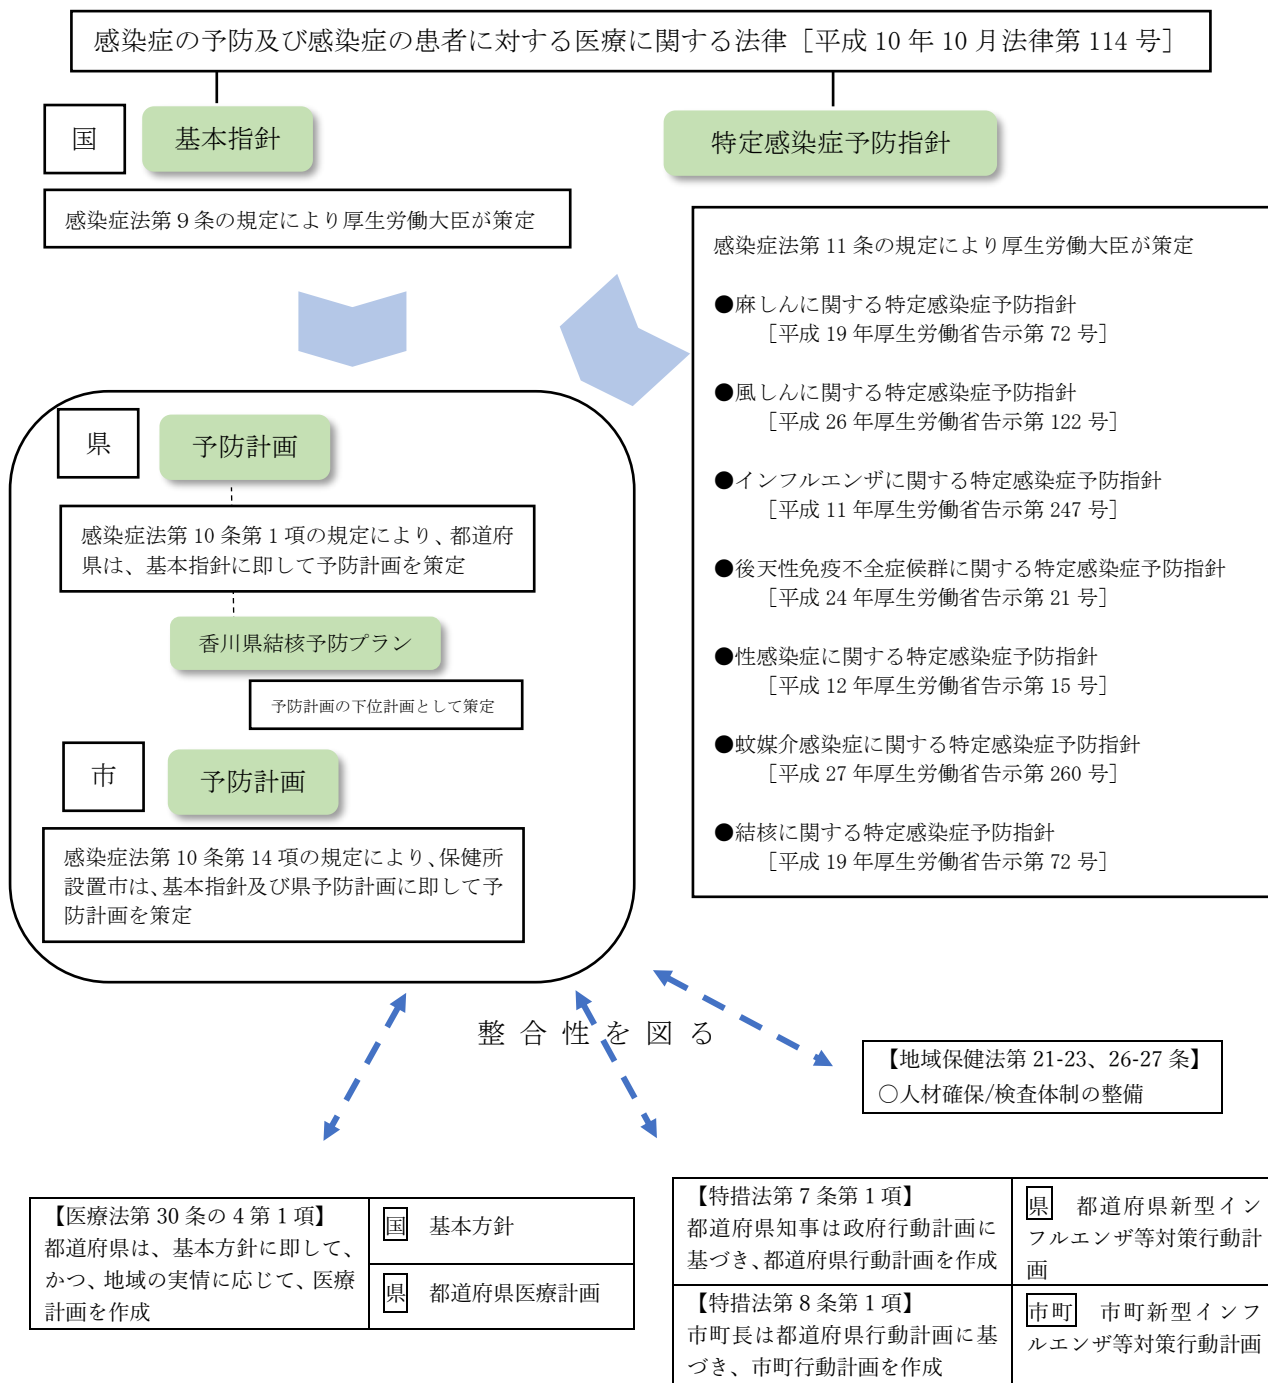 感染症の予防及び感染症の患者に対する医療に関する法律［平成 10 年 10 月法律第 114 号］
国
基本指針
特定感染症予防指針
感染症法第９条の規定により厚生労働大臣が策定
感染症法第 11 条の規定により厚生労働大臣が策定
●麻しんに関する特定感染症予防指針
［平成 19 年厚生労働省告示第 72 号］
●風しんに関する特定感染症予防指針
［平成 26 年厚生労働省告示第 122 号］
●インフルエンザに関する特定感染症予防指針
［平成 11 年厚生労働省告示第 247 号］
●後天性免疫不全症候群に関する特定感染症予防指針
［平成 24 年厚生労働省告示第 21 号］
●性感染症に関する特定感染症予防指針
［平成 12 年厚生労働省告示第 15 号］
●蚊媒介感染症に関する特定感染症予防指針
［平成 27 年厚生労働省告示第 260 号］
●結核に関する特定感染症予防指針
［平成 19 年厚生労働省告示第 72 号］
県
予防計画
感染症法第 10 条第１項の規定により、都道府
県は、基本指針に即して予防計画を策定
香川県結核予防プラン
予防計画の下位計画として策定
市
予防計画
感染症法第 10 条第 14 項の規定により、保健所
設置市は、基本指針及び県予防計画に即して予
防計画を策定
整合性を図る
【地域保健法第 21-23、26-27 条】
○人材確保/検査体制の整備
【医療法第 30 条の４第１項】
都道府県は、基本方針に即して、
かつ、地域の実情に応じて、医療
計画を作成
国　基本方針
県　都道府県医療計画
【特措法第７条第１項】
都道府県知事は政府行動計画に
基づき、都道府県行動計画を作成
県　都道府県新型イン
フルエンザ等対策行動計
画
【特措法第８条第１項】
市町長は都道府県行動計画に基
づき、市町行動計画を作成
市町　市町新型インフ
ルエンザ等対策行動計画